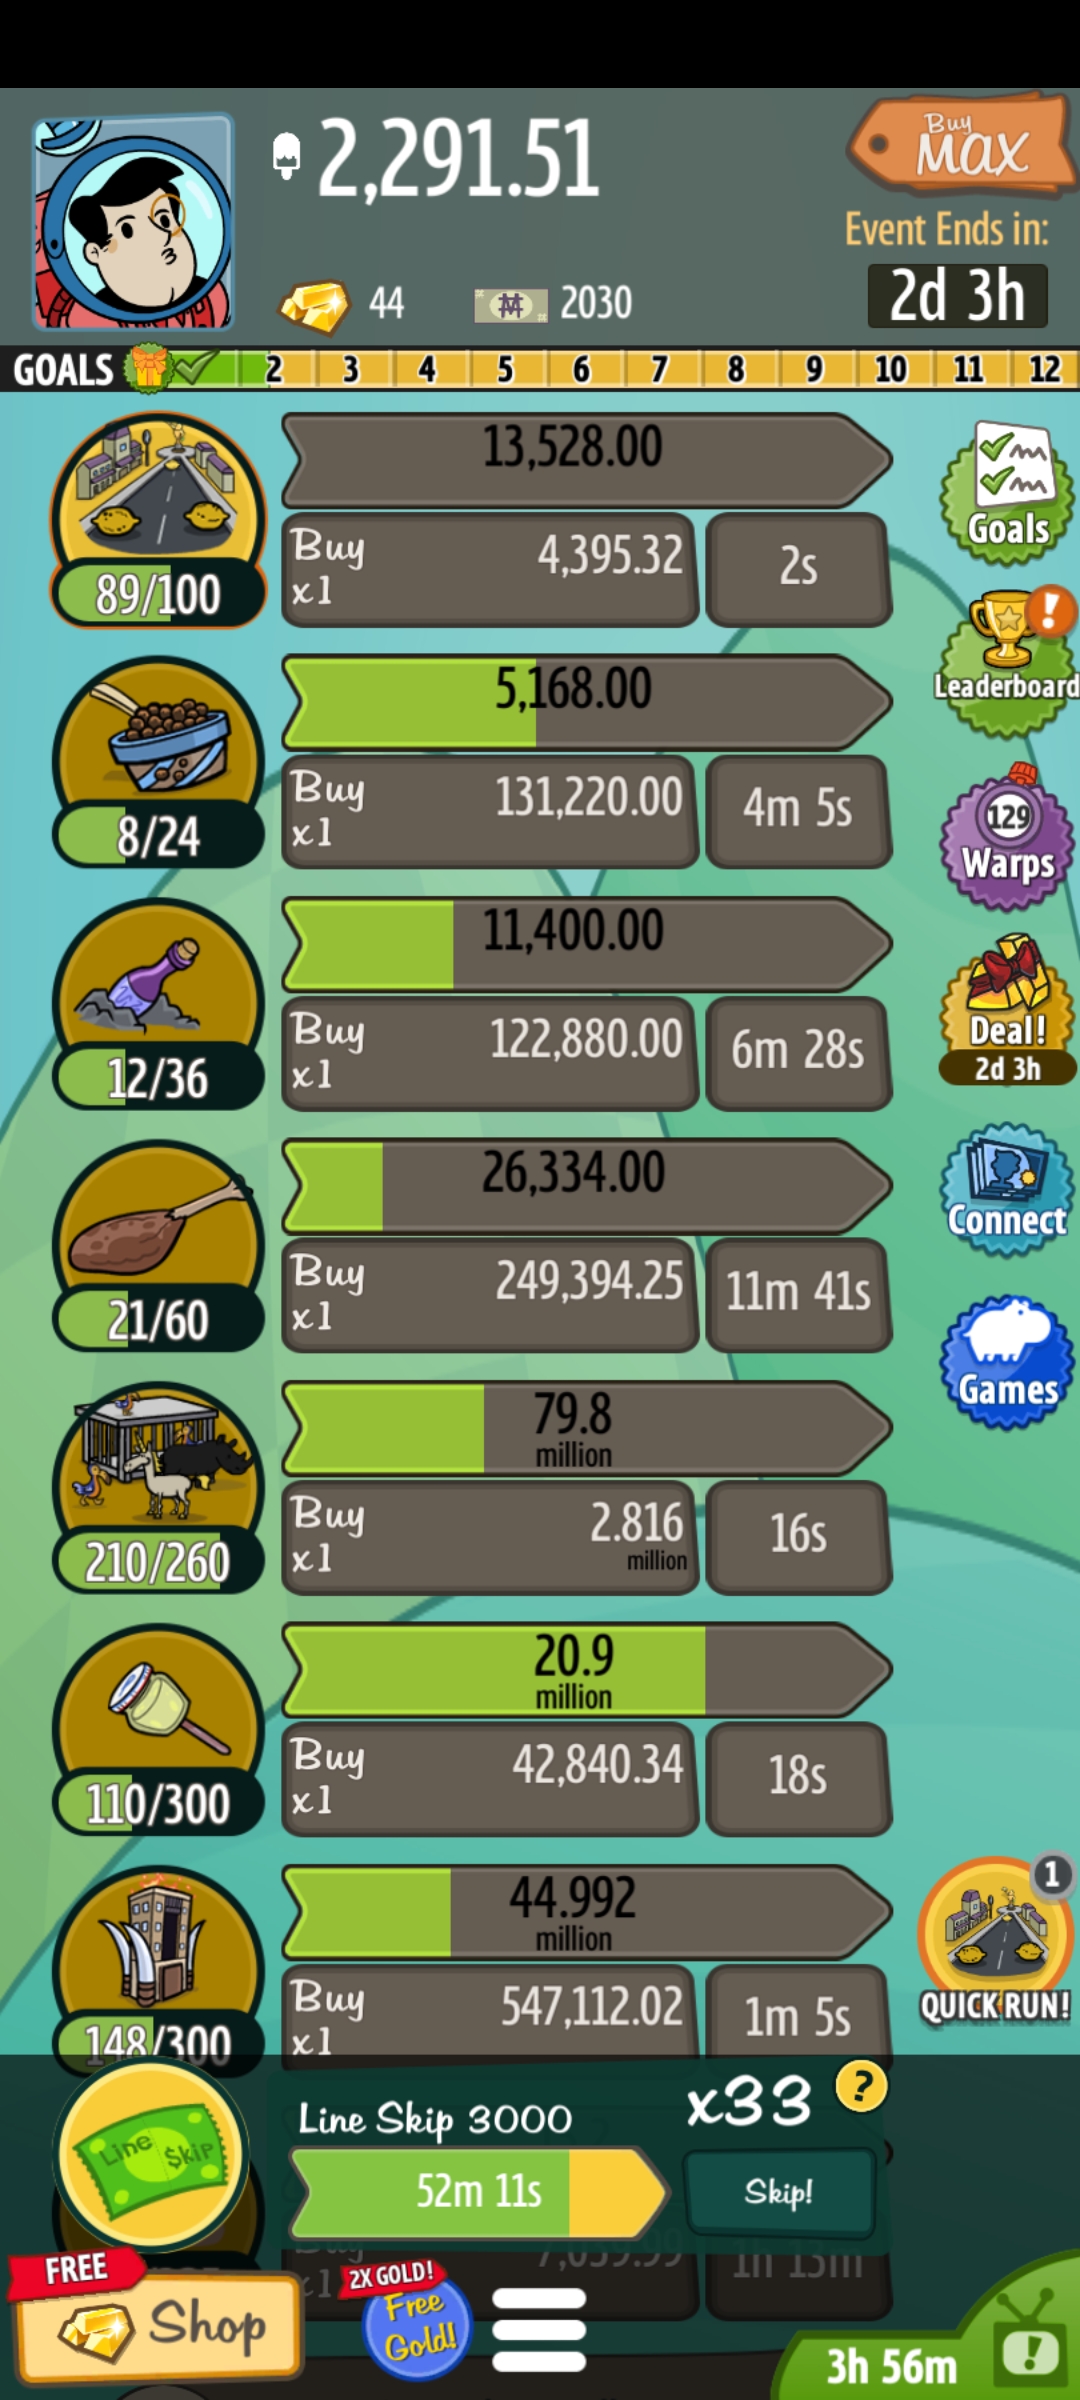 2,291.51
Buy
MAX
Event Ends in:
44
2030
2d 3h
GOALS 2 3 4 5 6 7 8 9 10 11 12
13,528.00
Buy
x1
4,395.32
2s
89/100
Goals
5,168.00
Buy
x1
131,220.00
4m 5s
8/24
!
Leaderboard
11,400.00
Buy
x1
122,880.00
6m 28s
12/36
129
Warps
Deal!
2d 3h
26,334.00
Buy
x1
249,394.25
11m 41s
21/60
Connect
Games
79.8
million
Buy
x1
2.816
million
16s
210/260
20.9
million
Buy
x1
42,840.34
18s
110/300
44.992
million
Buy
x1
547,112.02
1m 5s
148/300
1
QUICK RUN!
Line Skip
Line Skip 3000
x33
?
52m 11s
Skip!
Buy
x1
7,039.99
1h 13m
FREE
Shop
2X GOLD!
Free
Gold!
3h 56m
!